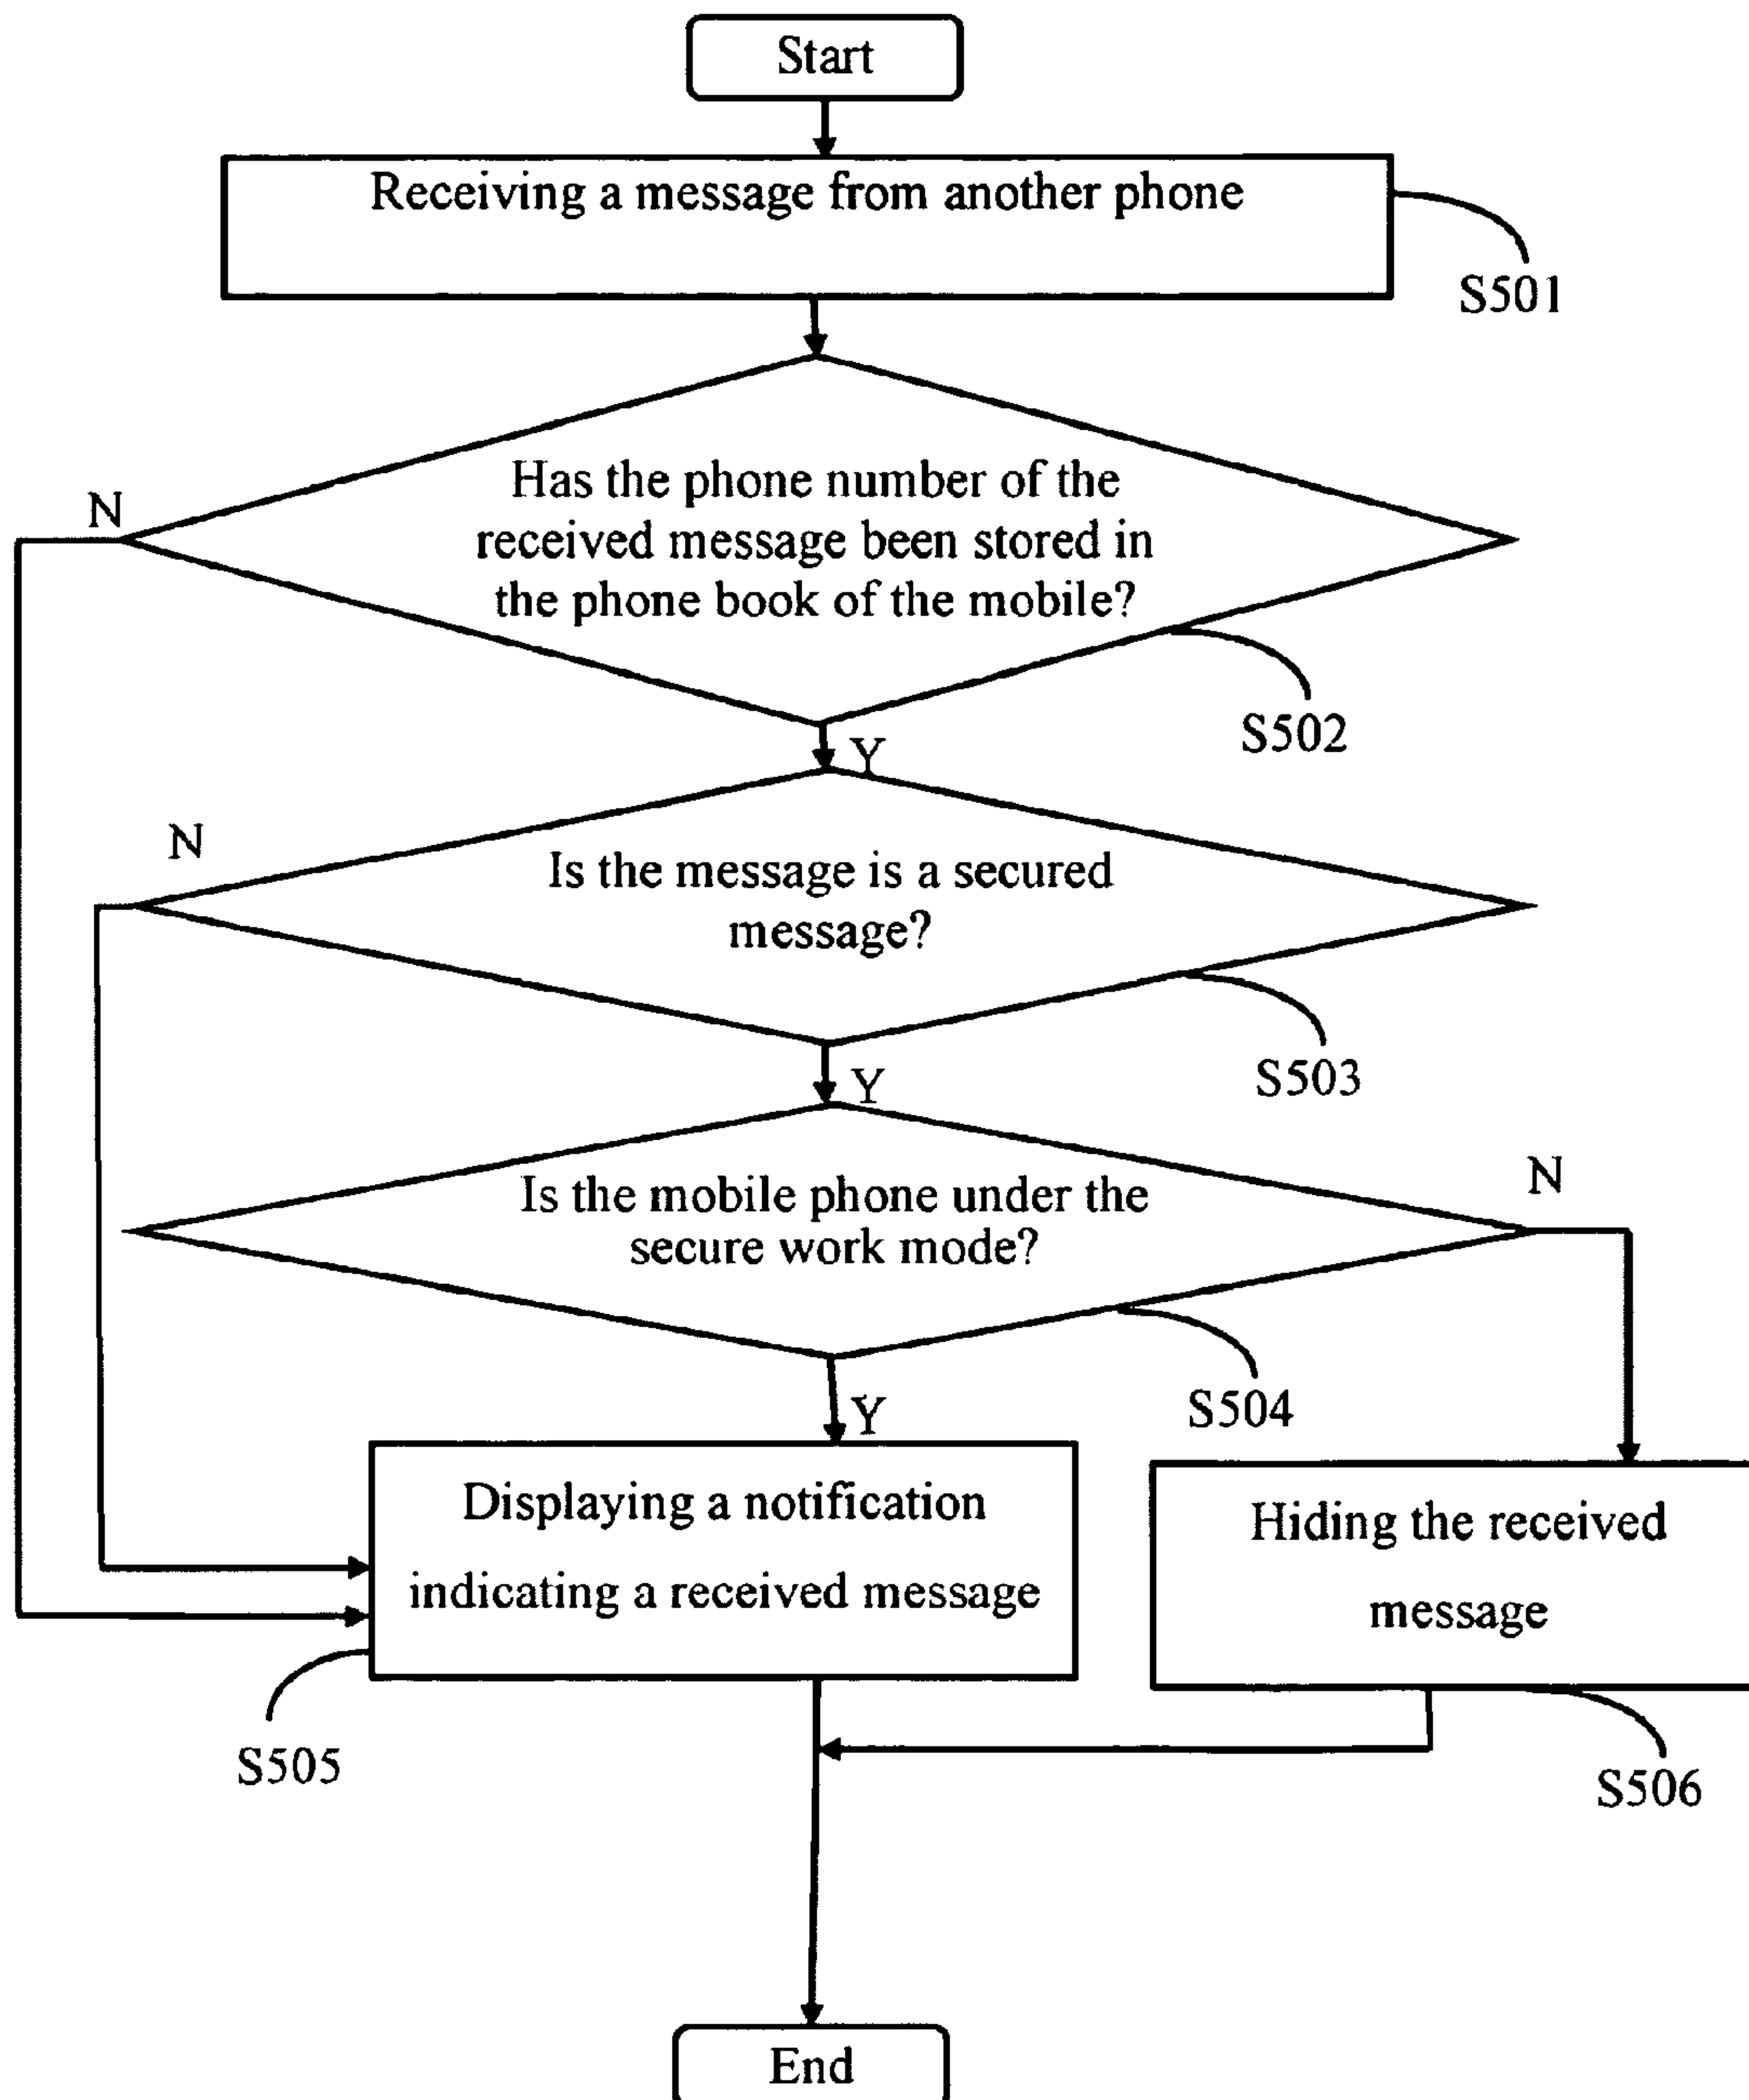 Start
Receiving a message from another phone
S501
Has the phone number of the
received message been stored in
the phone book of the mobile?
N
S502
Y
N
Is the message is a secured
message?
S503
Y
Is the mobile phone under the
secure work mode?
N
S504
Y
Displaying a notification
indicating a received message
S505
Hiding the received
message
S506
End